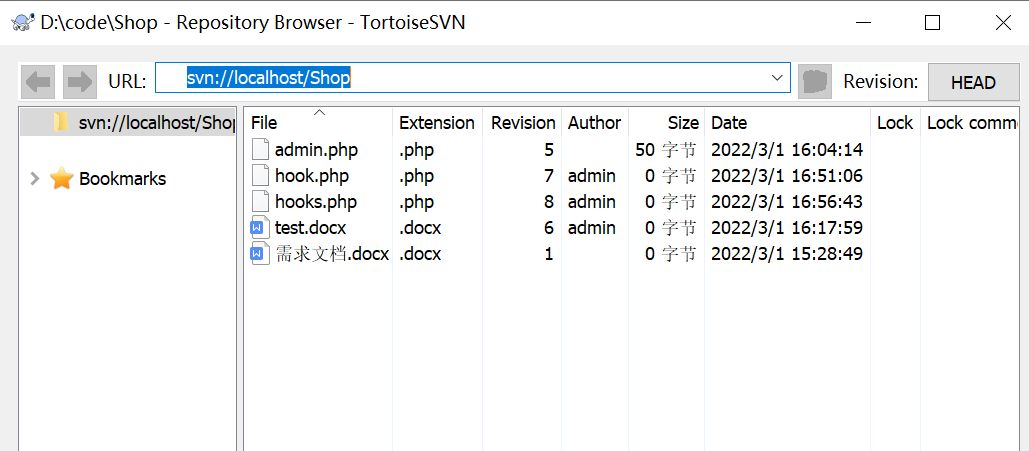 D:\code\Shop - Repository Browser - TortoiseSVN
URL: svn://localhost/Shop Revision: HEAD
svn://localhost/Shop
File Extension Revision Author Size Date Lock Lock comme
admin.php .php 5 50 字节 2022/3/1 16:04:14
hook.php .php 7 admin 0 字节 2022/3/1 16:51:06
Bookmarks
hooks.php .php 8 admin 0 字节 2022/3/1 16:56:43
test.docx .docx 6 admin 0 字节 2022/3/1 16:17:59
需求文档.docx .docx 1 0 字节 2022/3/1 15:28:49